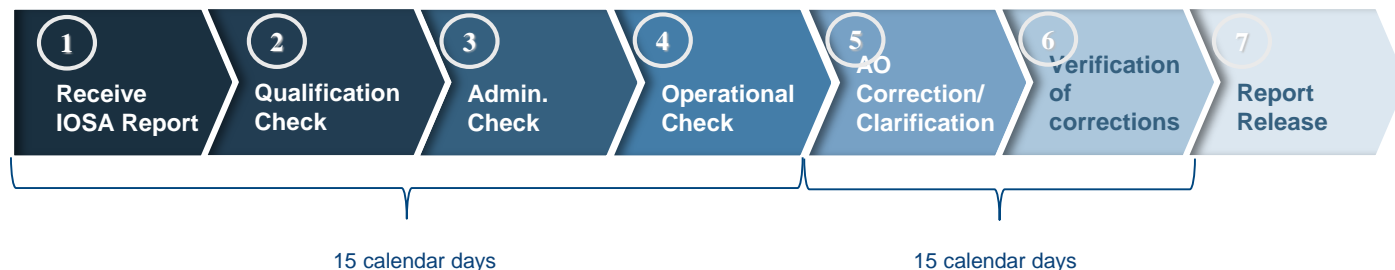 1
Receive
IOSA Report
2
Qualification
Check
3
Admin.
Check
4
Operational
Check
5
AO
Correction/
Clarification
6
Verification
of
corrections
7
Report
Release
15 calendar days
15 calendar days